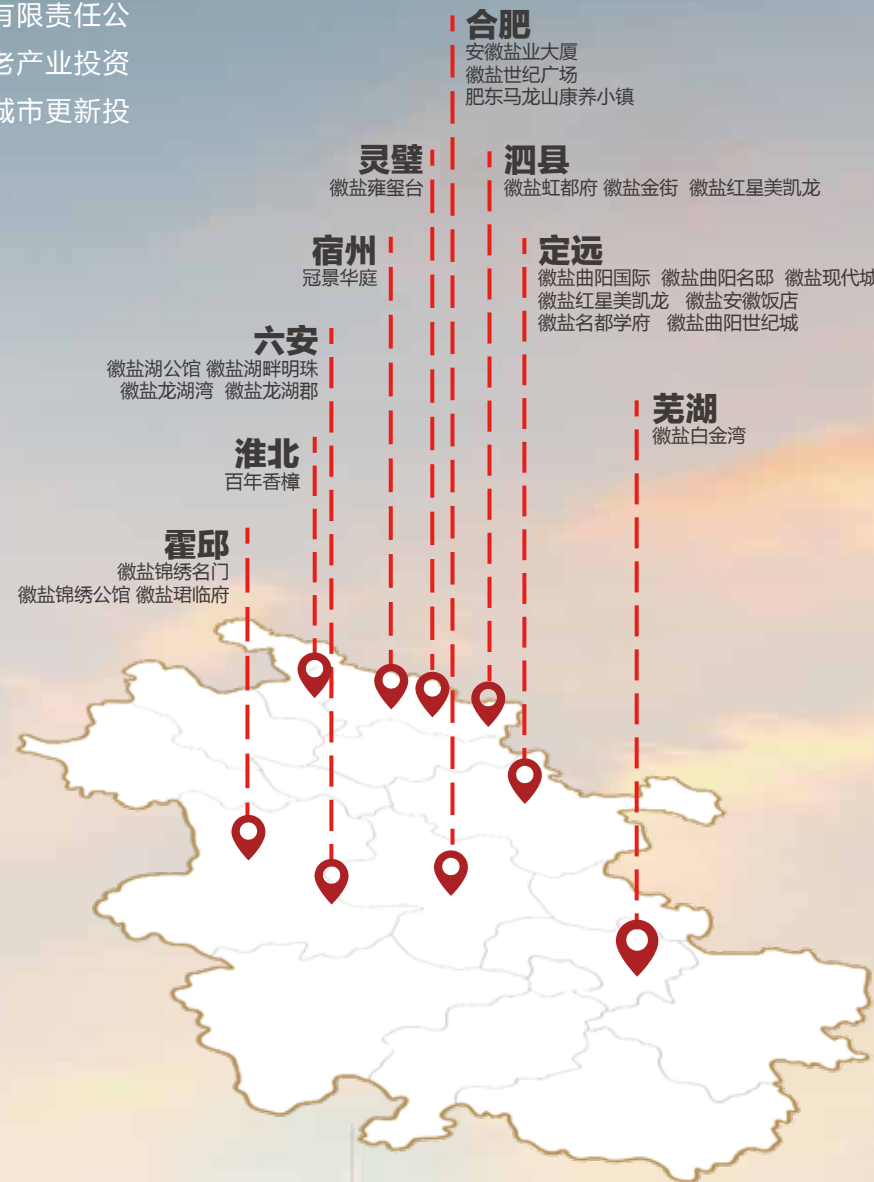 有限责任公
老产业投资
城市更新投
合肥
安徽盐业大厦
徽盐世纪广场
肥东马龙山康养小镇
灵璧
徽盐雍玺台
泗县
徽盐虹都府 徽盐金街 徽盐红星美凯龙
宿州
冠景华庭
定远
徽盐曲阳国际 徽盐曲阳名邸 徽盐现代城
徽盐红星美凯龙 徽盐安徽饭店
徽盐名都学府 徽盐曲阳世纪城
六安
徽盐湖公馆 徽盐湖畔明珠
徽盐龙湖湾 徽盐龙湖郡
芜湖
徽盐白金湾
淮北
百年香樟
霍邱
徽盐锦绣名门
徽盐锦绣公馆 徽盐珺临府